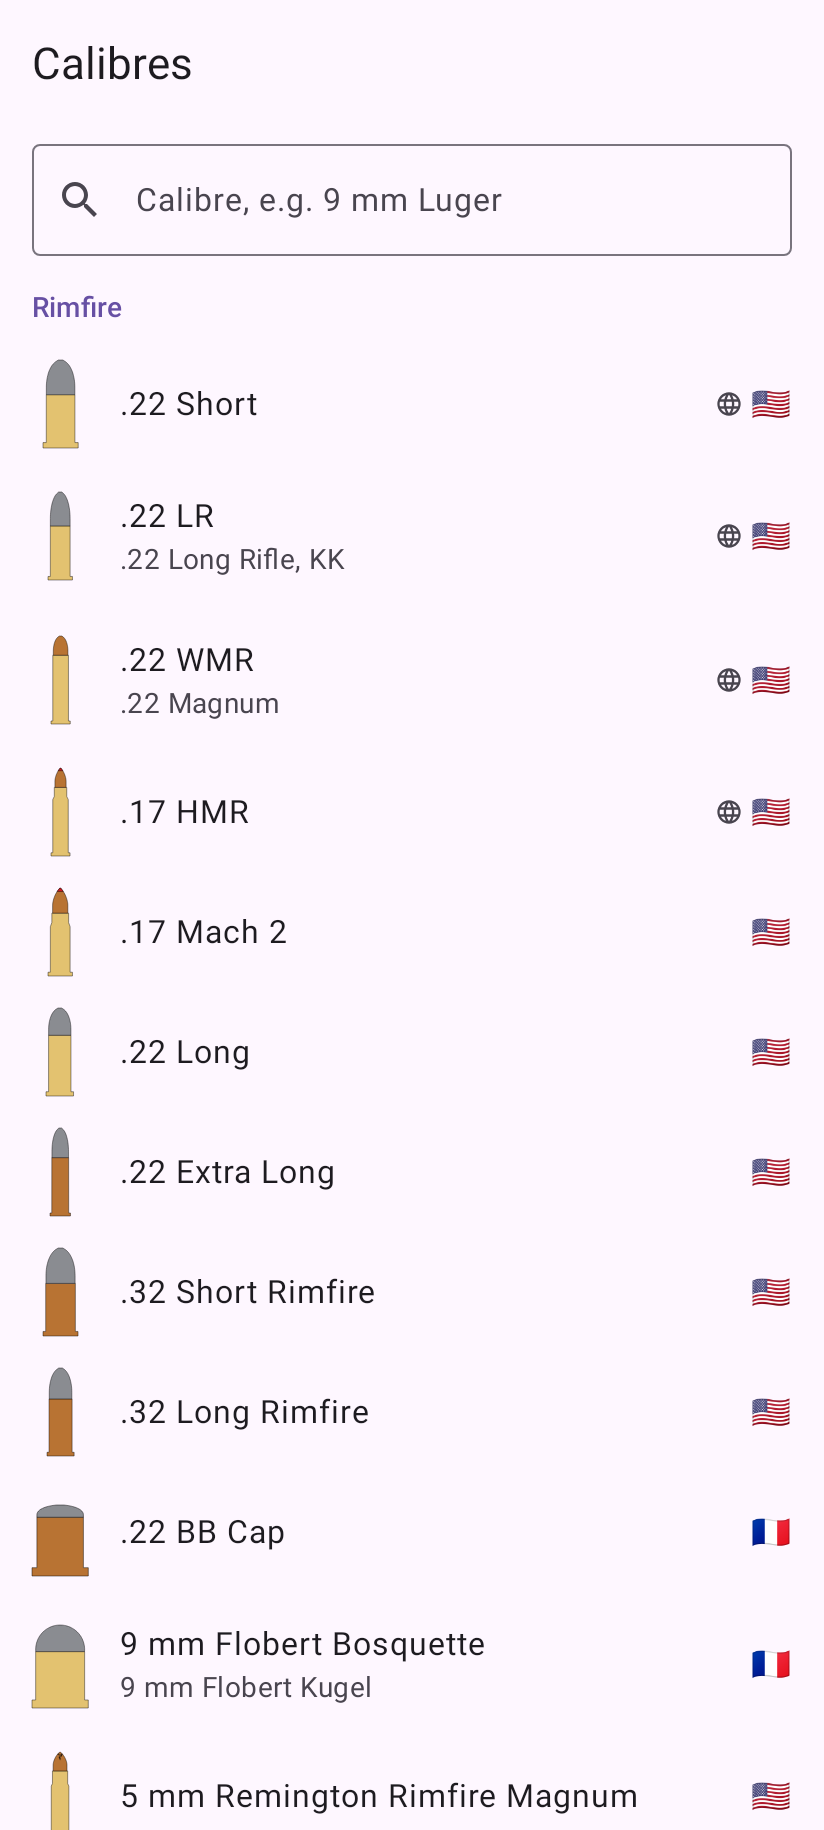 Calibres
Calibre, e.g. 9 mm Luger
Rimfire
.22 Short
.22 LR
.22 Long Rifle, KK
.22 WMR
.22 Magnum
.17 HMR
.17 Mach 2
.22 Long
.22 Extra Long
.32 Short Rimfire
.32 Long Rimfire
.22 BB Cap
9 mm Flobert Bosquette
9 mm Flobert Kugel
5 mm Remington Rimfire Magnum